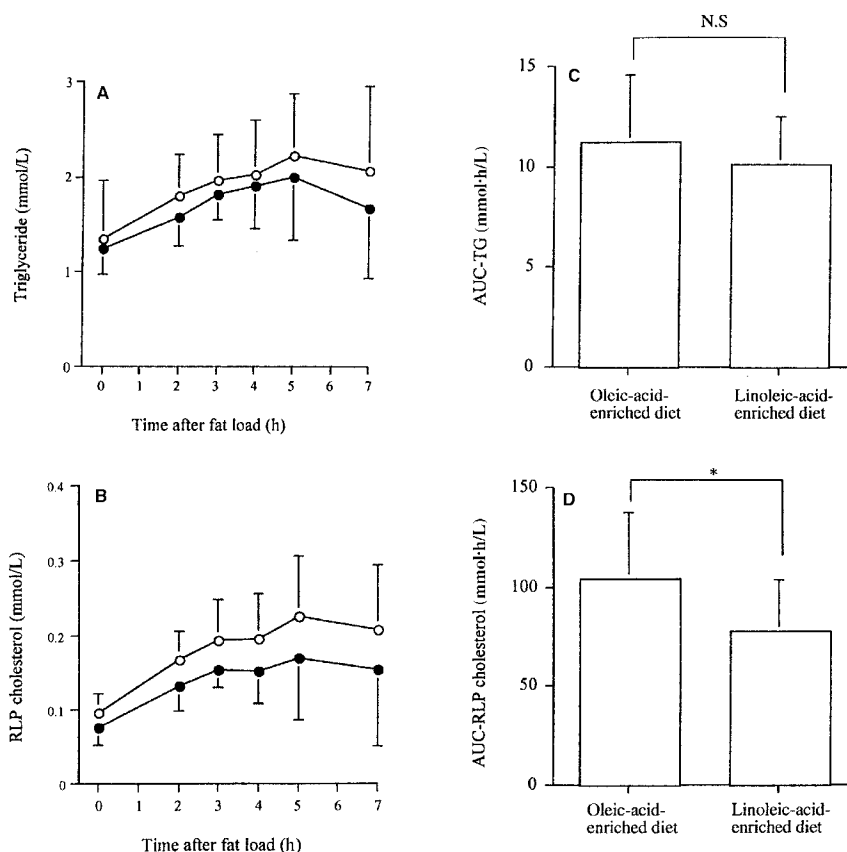 A
Triglyceride (mmol/L)
3
2
1
0
0 1 2 3 4 5 6 7
Time after fat load (h)
N.S
C
AUC-TG (mmol·h/L)
15
10
5
0
Oleic-acid-
enriched diet
Linoleic-acid-
enriched diet
B
RLP cholesterol (mmol/L)
0.4
0.3
0.2
0.1
0
0 1 2 3 4 5 6 7
Time after fat load (h)
*
D
AUC-RLP cholesterol (mmol·h/L)
150
100
50
0
Oleic-acid-
enriched diet
Linoleic-acid-
enriched diet